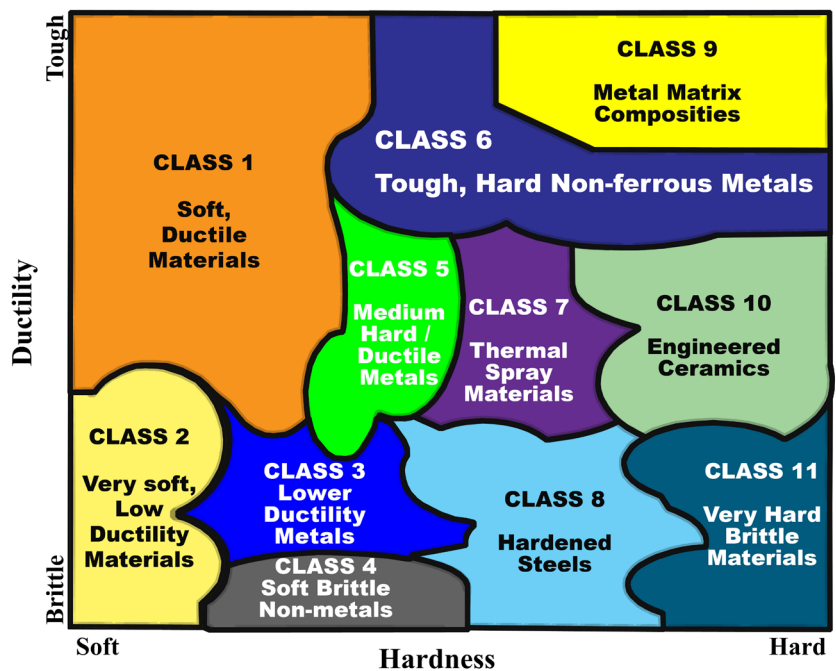 Tough
CLASS 9
Metal Matrix
Composities
CLASS 6
Tough, Hard Non-ferrous Metals
CLASS 1
Soft,
Ductile
Materials
CLASS 5
Medium
Hard /
Ductile
Metals
CLASS 7
Thermal
Spray
Materials
CLASS 10
Engineered
Ceramics
Ductility
CLASS 2
Very soft,
Low
Ductility
Materials
CLASS 3
Lower
Ductility
Metals
CLASS 4
Soft Brittle
Non-metals
CLASS 8
Hardened
Steels
CLASS 11
Very Hard
Brittle
Materials
Brittle
Soft
Hardness
Hard